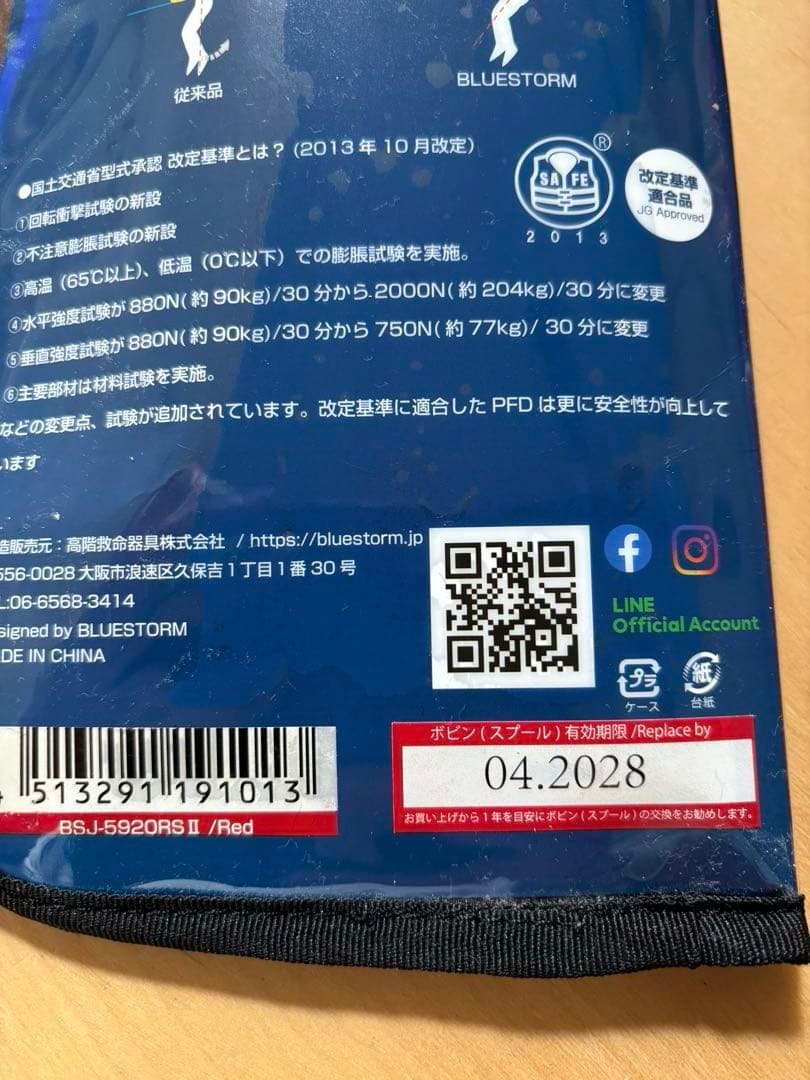 従来品
BLUESTORM
●国土交通省型式承認 改定基準とは？（2013年10月改定）
①回転衝撃試験の新設
②不注意膨脹試験の新設
③高温（65℃以上）、低温（0℃以下）での膨脹試験を実施。
④水平強度試験が880N(約90kg)/30分から2000N(約204kg)/30分に変更
⑤垂直強度試験が880N(約90kg)/30分から750N(約77kg)/ 30分に変更
⑥主要部材は材料試験を実施。
などの変更点、試験が追加されています。改定基準に適合したPFDは更に安全性が向上して
います
SAFE
®
2013
改定基準
適合品
JG Approved
造販売元：高階救命器具株式会社 / https://bluestorm.jp
556-0028 大阪市浪速区久保吉1丁目1番30号
L:06-6568-3414
signed by BLUESTORM
DE IN CHINA
LINE
Official Account
プラ
ケース
紙
台紙
4 513291 191013
BSJ-5920RSⅡ /Red
ボビン(スプール)有効期限/Replace by
04.2028
お買い上げから1年を目安にボビン(スプール)の交換をお勧めします。